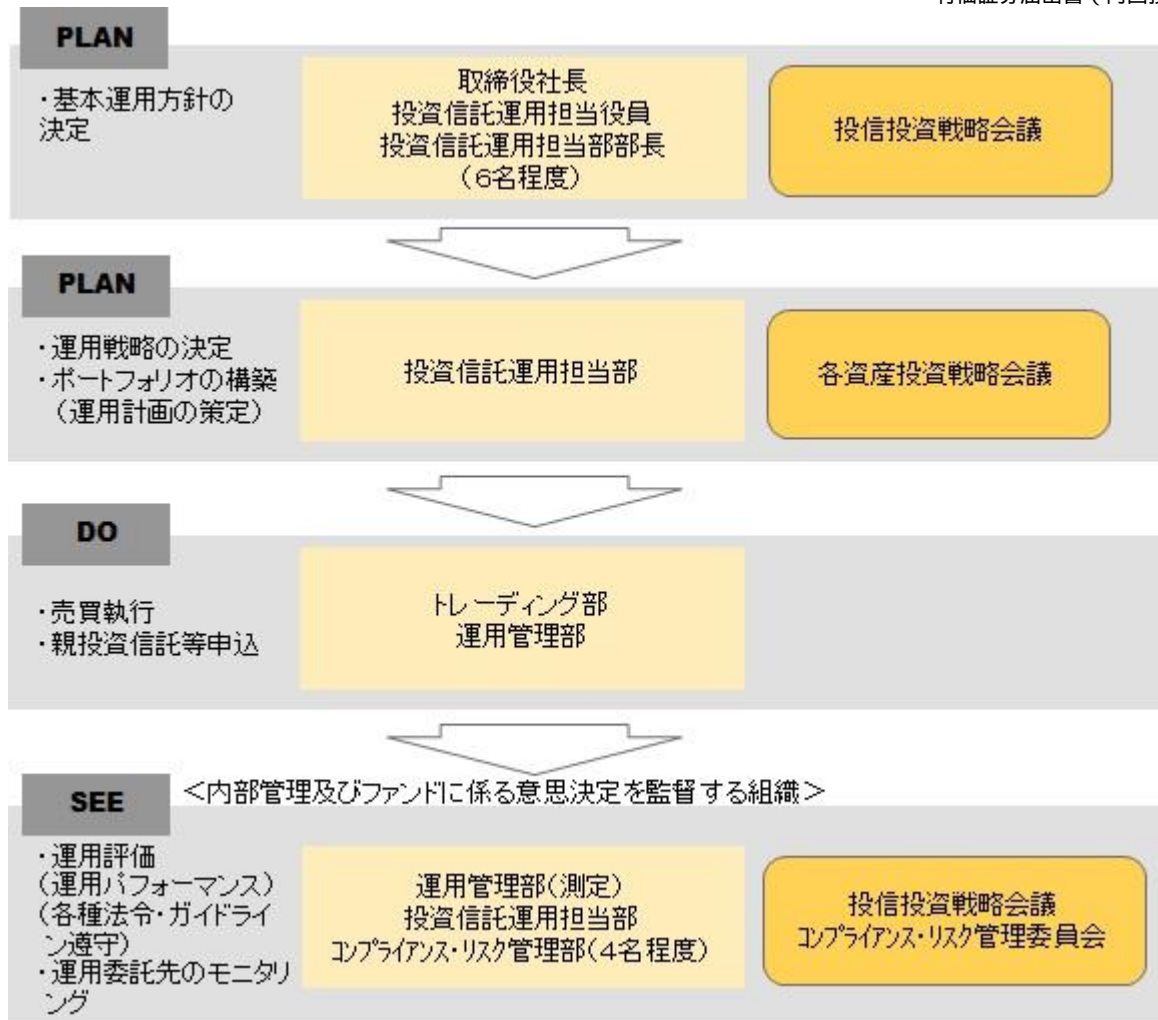 PLAN
・基本運用方針の
決定
取締役社長
投資信託運用担当役員
投資信託運用担当部部長
（6名程度）
投信投資戦略会議
PLAN
・運用戦略の決定
・ポートフォリオの構築
（運用計画の策定）
投資信託運用担当部
各資産投資戦略会議
DO
・売買執行
・親投資信託等申込
トレーディング部
運用管理部
SEE
＜内部管理及びファンドに係る意思決定を監督する組織＞
・運用評価
（運用パフォーマンス）
（各種法令・ガイドライ
ン遵守）
・運用委託先のモニタリ
ング
運用管理部（測定）
投資信託運用担当部
ｺﾝﾌﾟﾗｲｱﾝｽ・ﾘｽｸ管理部（4名程度）
投信投資戦略会議
ｺﾝﾌﾟﾗｲｱﾝｽ・ﾘｽｸ管理委員会